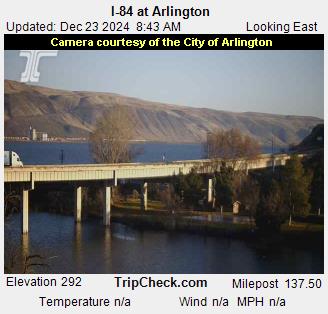 I-84 at Arlington
Updated: Dec 23 2024 8:43 AM Looking East
Camera courtesy of the City of Arlington
Elevation 292 TripCheck.com Milepost 137.50
Temperature n/a Wind n/a MPH n/a